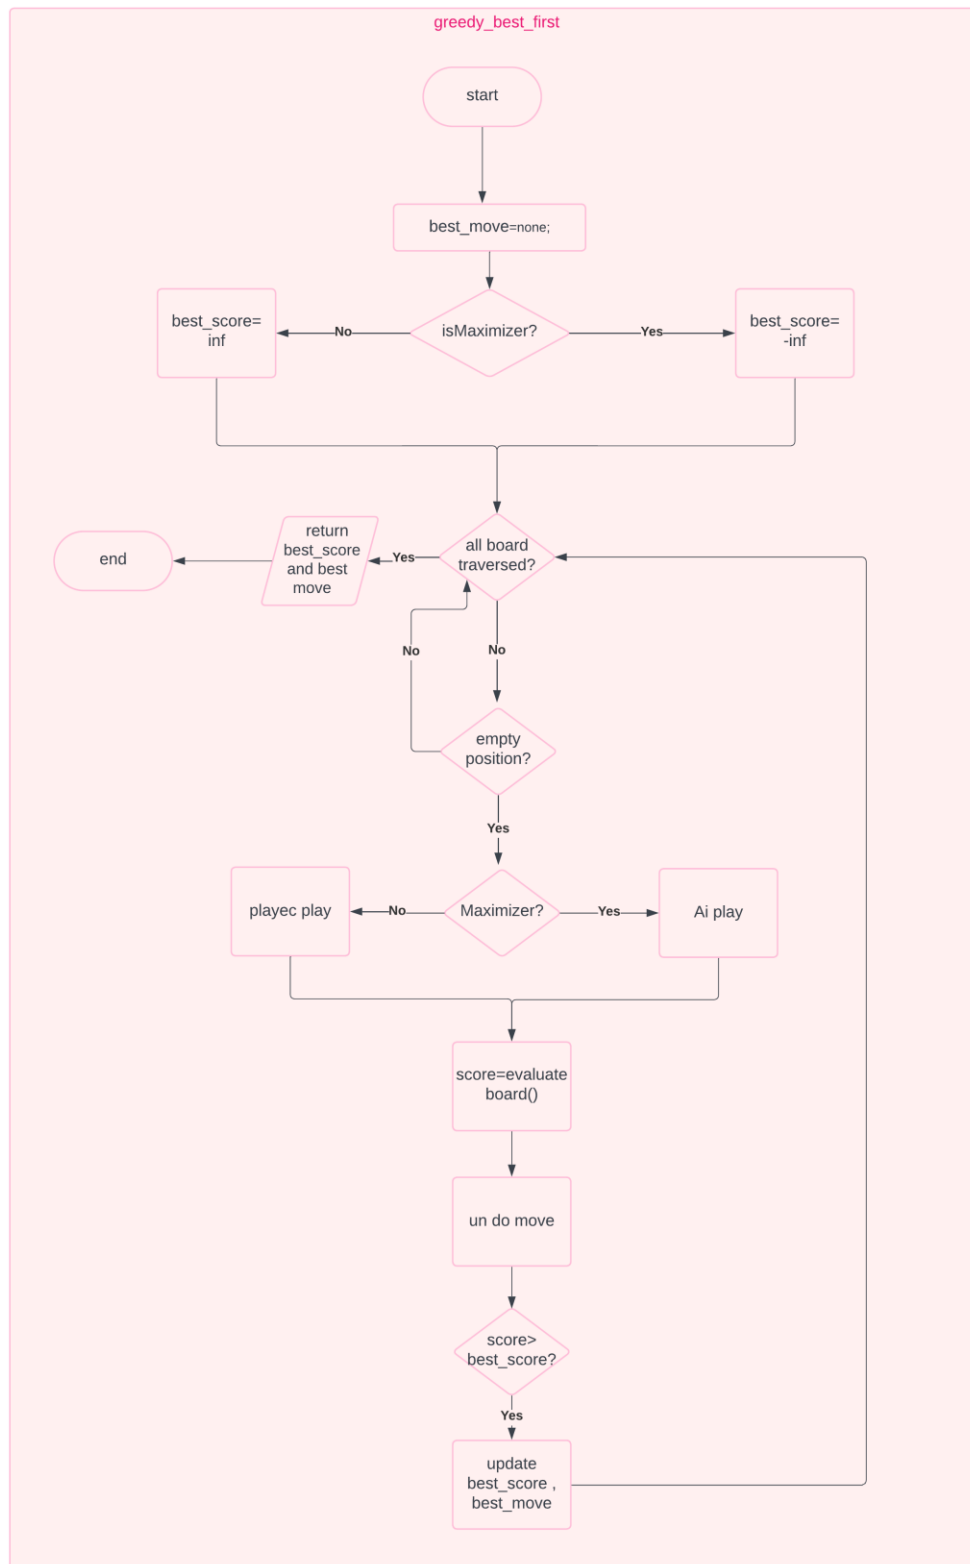 greedy_best_first
start
best_move=none;
best_score=
inf
No
isMaximizer?
Yes
best_score=
-inf
end
return
best_score
and best
move
Yes
all board
traversed?
No
No
empty
position?
Yes
playec play
No
Maximizer?
Yes
Ai play
score=evaluate
board()
un do move
score>
best_score?
Yes
update
best_score ,
best_move